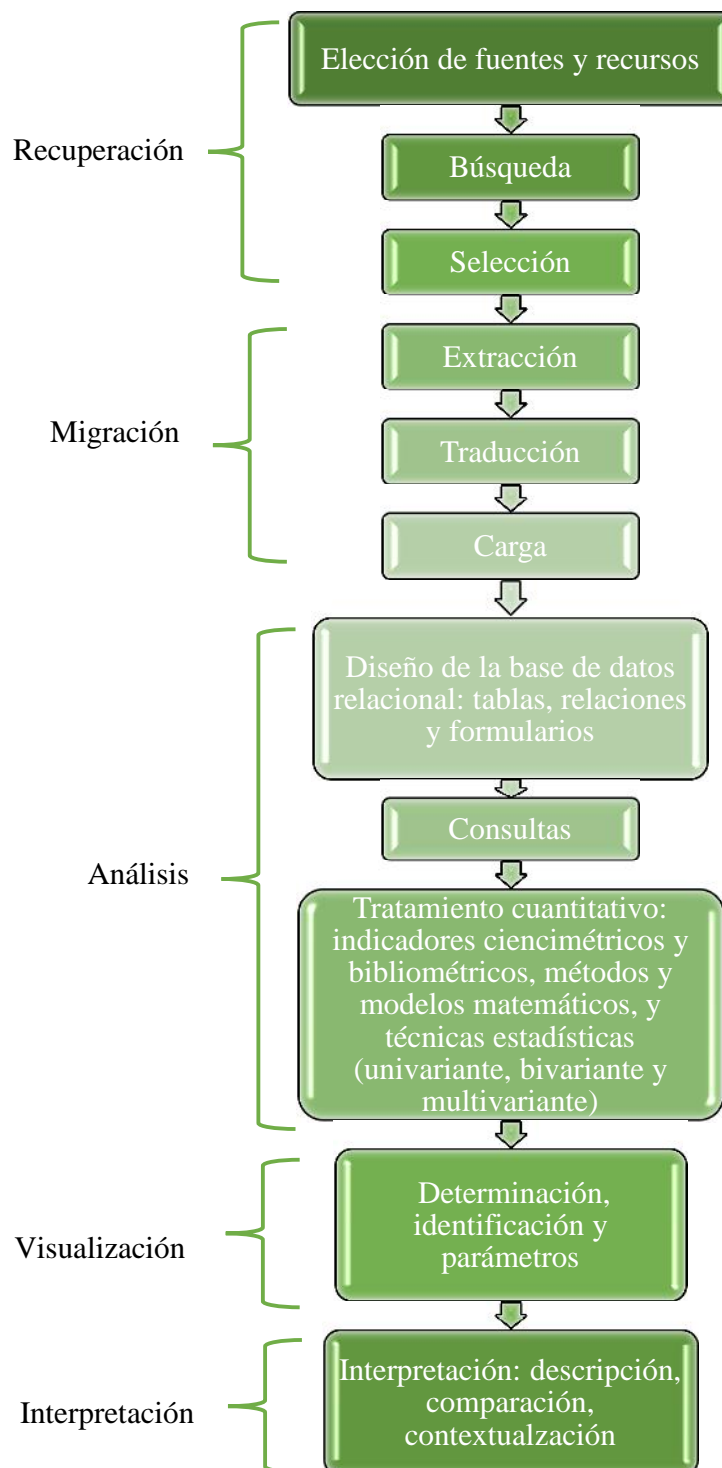 Recuperación
Elección de fuentes y recursos
Búsqueda
Selección
Migración
Extracción
Traducción
Carga
Análisis
Diseño de la base de datos
relacional: tablas, relaciones
y formularios
Consultas
Tratamiento cuantitativo:
indicadores ciencimétricos y
bibliométricos, métodos y
modelos matemáticos, y
técnicas estadísticas
(univariante, bivariante y
multivariante)
Visualización
Determinación,
identificación y
parámetros
Interpretación
Interpretación: descripción,
comparación,
contextualzación